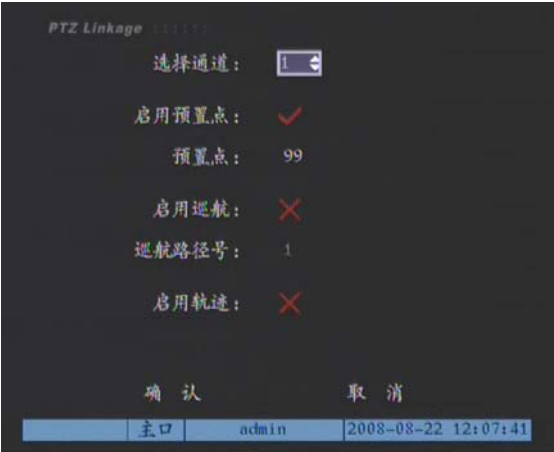 PTZ Linkage
选择通道： 1
启用预置点：
预置点： 99
启用巡航：
巡航路径号： 1
启用轨迹：
确 认 取 消
主口 admin 2008-08-22 12:07:41